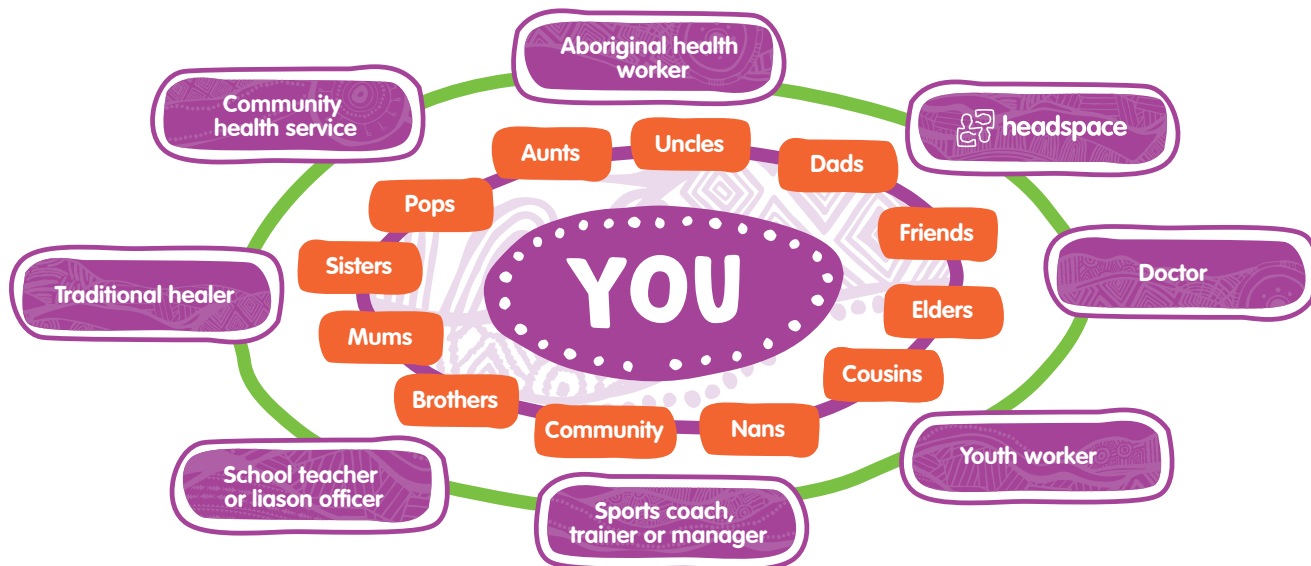 Aboriginal health
worker
Community
health service
headspace
Uncles
Aunts
Dads
Pops
Friends
Sisters
YOU
Doctor
Traditional healer
Elders
Mums
Cousins
Brothers
Community
Nans
Youth worker
School teacher
or liason officer
Sports coach,
trainer or manager